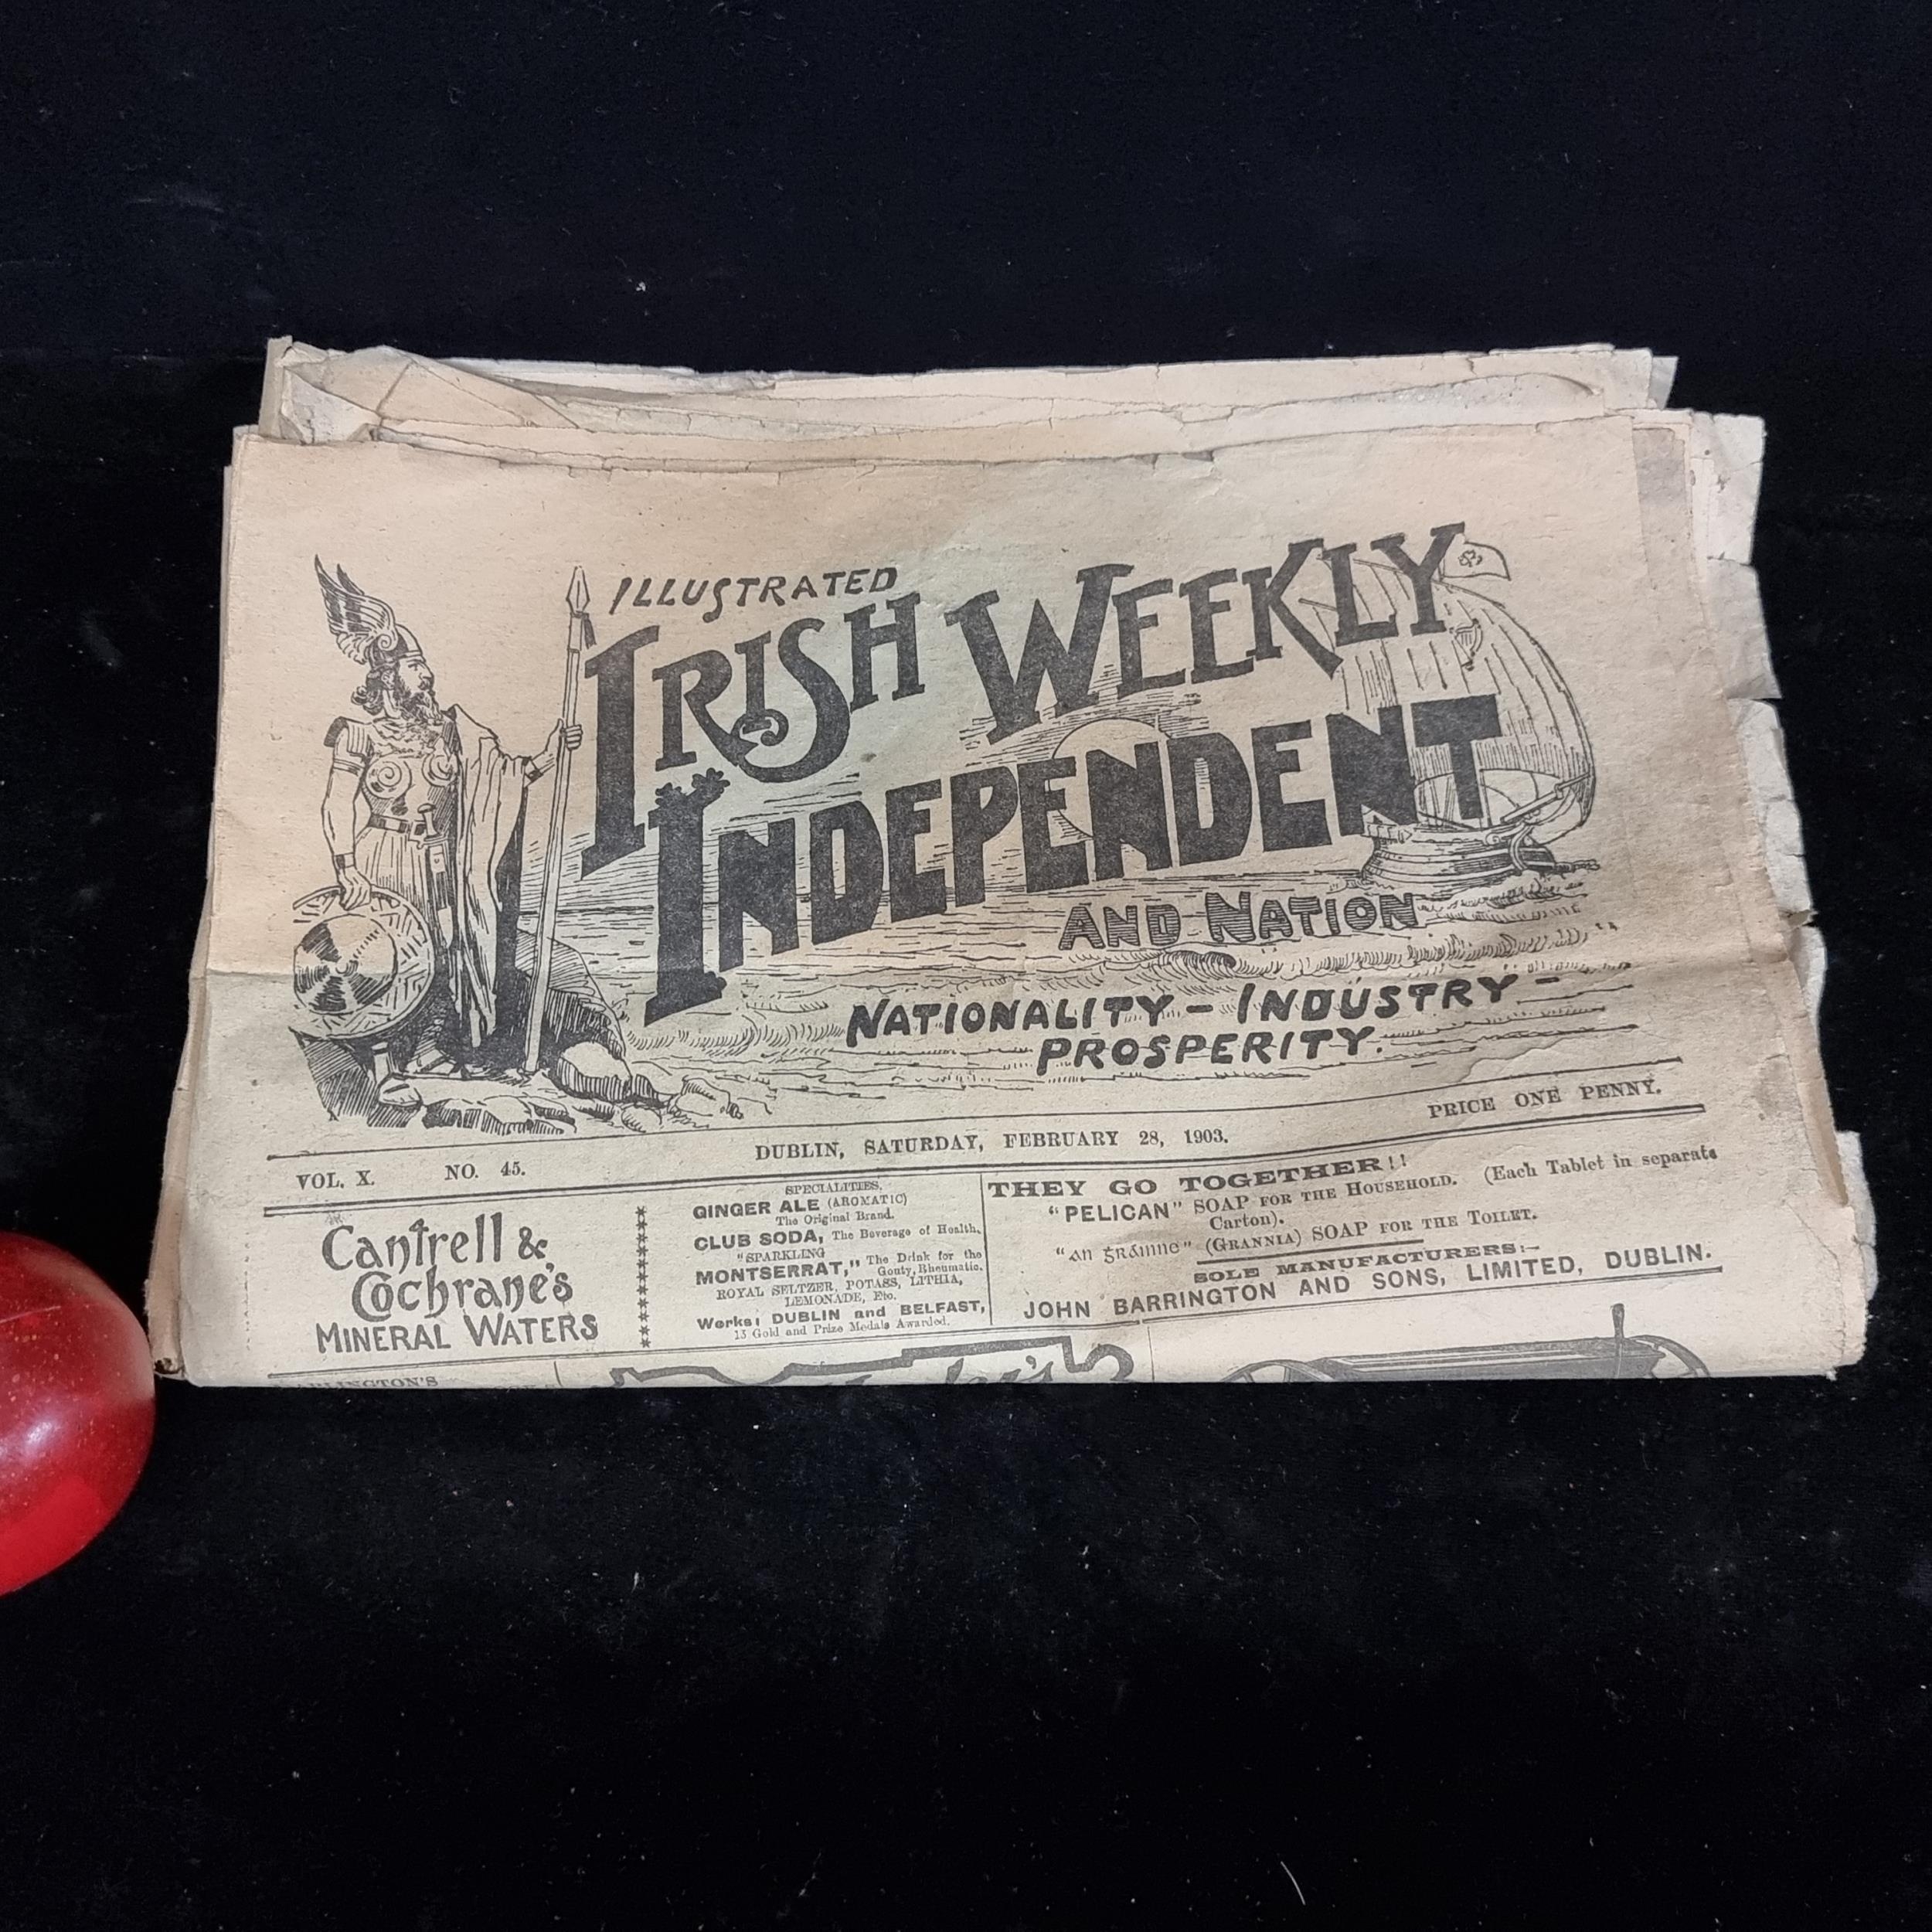 ILLUSTRATED
IRISH WEEKLY
INDEPENDENT
AND NATION
NATIONALITY - INDUSTRY -
PROSPERITY.
PRICE ONE PENNY.
VOL. X. NO. 45. DUBLIN, SATURDAY, FEBRUARY 28, 1903.
Cantrell &
Cochrane's
MINERAL WATERS
SPECIALITIES.
GINGER ALE (AROMATIC)
The Original Brand.
CLUB SODA, The Beverage of Health.
"SPARKLING
MONTSERRAT," The Drink for the
Gouty, Rheumatic.
ROYAL SELTZER, POTASS, LITHIA,
LEMONADE, Etc.
Works: DUBLIN and BELFAST,
13 Gold and Prize Medals Awarded.
THEY GO TOGETHER!!
"PELICAN" SOAP FOR THE HOUSEHOLD. (Each Tablet in separate
Carton).
"An Gráinne" (GRANNIA) SOAP FOR THE TOILET.
SOLE MANUFACTURERS:-
JOHN BARRINGTON AND SONS, LIMITED, DUBLIN.